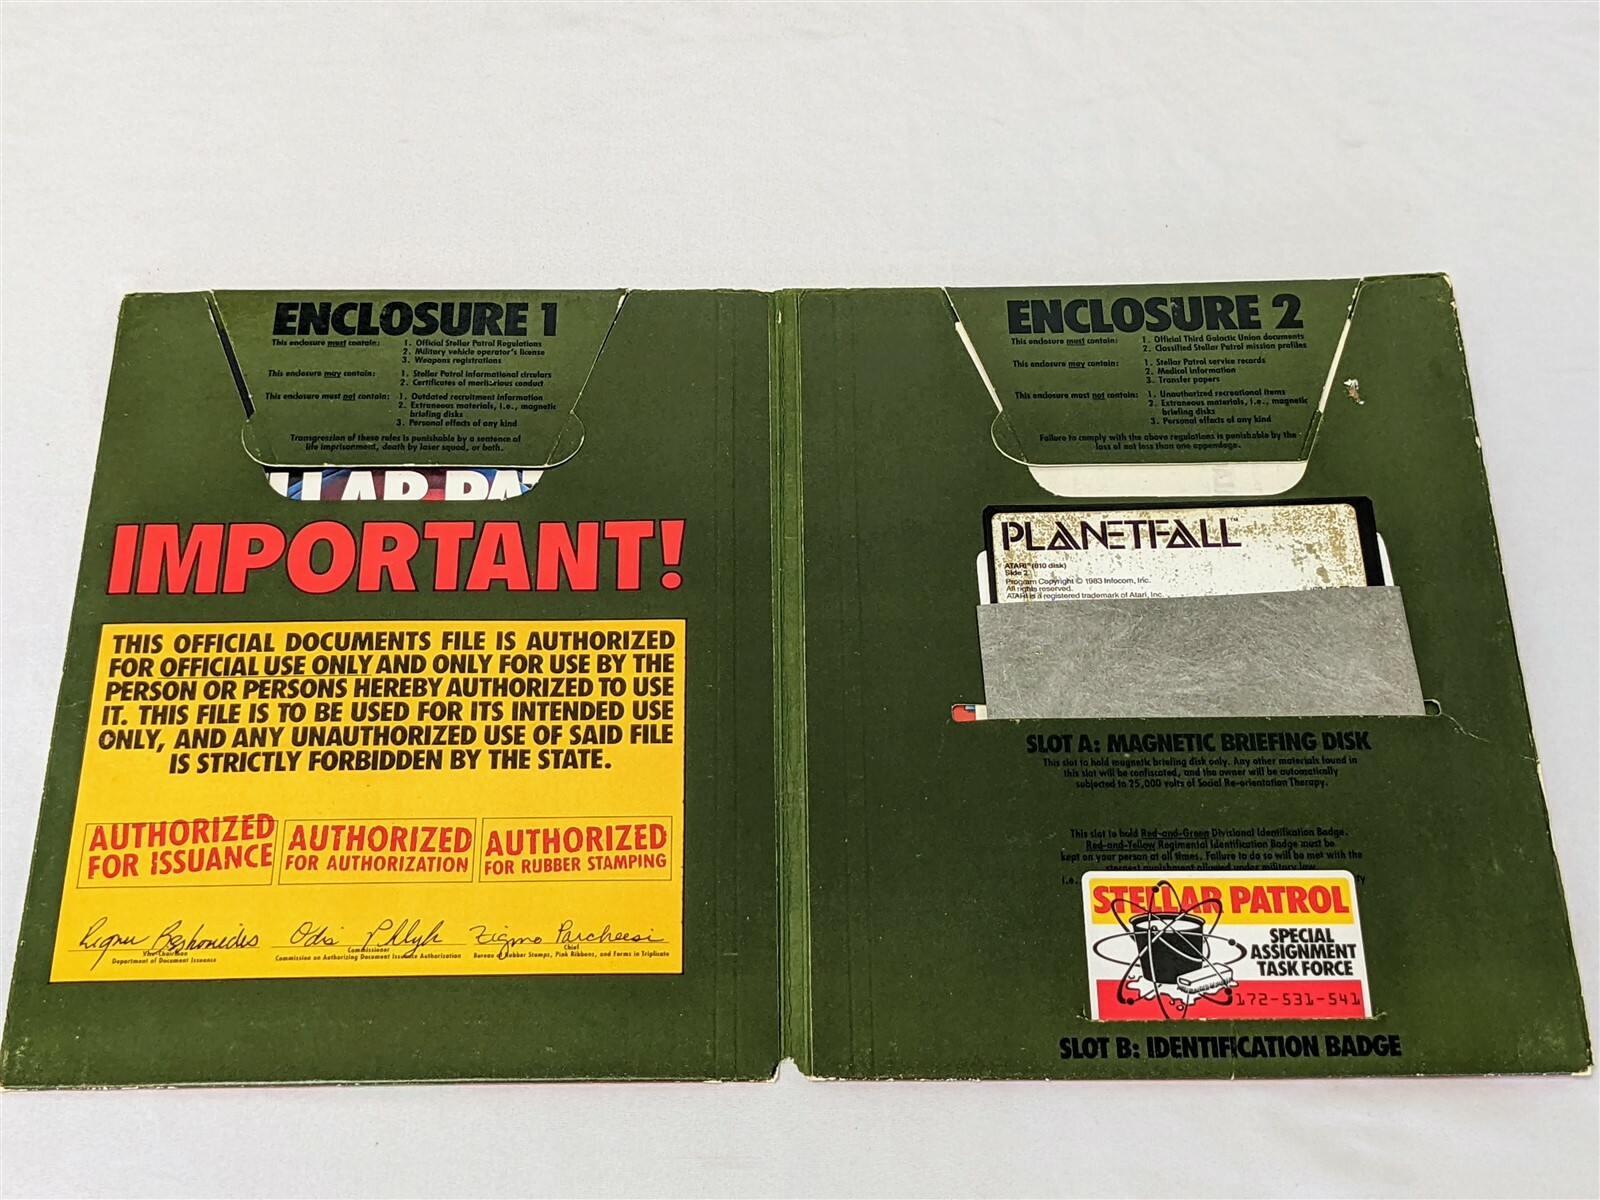 ENCLOSURE 1
This enclosure must contain: 1. Official Stellar Patrol Regulations
2. Military vehicle operator's license
3. Weapons registrations
This enclosure may contain: 1. Stellar Patrol informational circulars
2. Certificates of meritorious conduct
This enclosure must not contain: 1. Outdated recruitment information
2. Extraneous materials, i.e., magnetic
briefing disks
3. Personal effects of any kind
Transgression of these rules is punishable by a sentence of
life imprisonment, death by laser squad, or both.
IMPORTANT!
THIS OFFICIAL DOCUMENTS FILE IS AUTHORIZED
FOR OFFICIAL USE ONLY AND ONLY FOR USE BY THE
PERSON OR PERSONS HEREBY AUTHORIZED TO USE
IT. THIS FILE IS TO BE USED FOR ITS INTENDED USE
ONLY, AND ANY UNAUTHORIZED USE OF SAID FILE
IS STRICTLY FORBIDDEN BY THE STATE.
AUTHORIZED
FOR ISSUANCE
AUTHORIZED
FOR AUTHORIZATION
AUTHORIZED
FOR RUBBER STAMPING
Vice Chairman
Department of Document Issuance
Odis
Commissioner
Commission on Authorizing Document Issuance Authorization
Zigmo Parcheesi
Chief
Bureau of Rubber Stamps, Pink Ribbons, and Forms in Triplicate
ENCLOSURE 2
This enclosure must contain: 1. Official Third Galactic Union documents
2. Classified Stellar Patrol mission profiles
This enclosure may contain: 1. Stellar Patrol service records
2. Medical information
3. Transfer papers
This enclosure must not contain: 1. Unauthorized recreational items
2. Extraneous materials, i.e., magnetic
briefing disks
3. Personal effects of any kind
Failure to comply with the above regulations is punishable by the
loss of not less than one appendage.
PLANETFALL™
ATARI® (810 disk)
Side 2
Program Copyright © 1983 Infocom, Inc.
All rights reserved.
ATARI is a registered trademark of Atari, Inc.
SLOT A: MAGNETIC BRIEFING DISK
This slot to hold magnetic briefing disk only. Any other materials found in
this slot will be confiscated, and the owner will be automatically
subjected to 25,000 volts of Social Re-orientation Therapy.
This slot to hold Red-and-Green Divisional Identification Badge.
Red-and-Yellow Regimental Identification Badge must be
kept on your person at all times. Failure to do so will be met with the
sternest punishment allowed under military law,
i.e.
STELLAR PATROL
SPECIAL
ASSIGNMENT
TASK FORCE
172-531-541
SLOT B: IDENTIFICATION BADGE